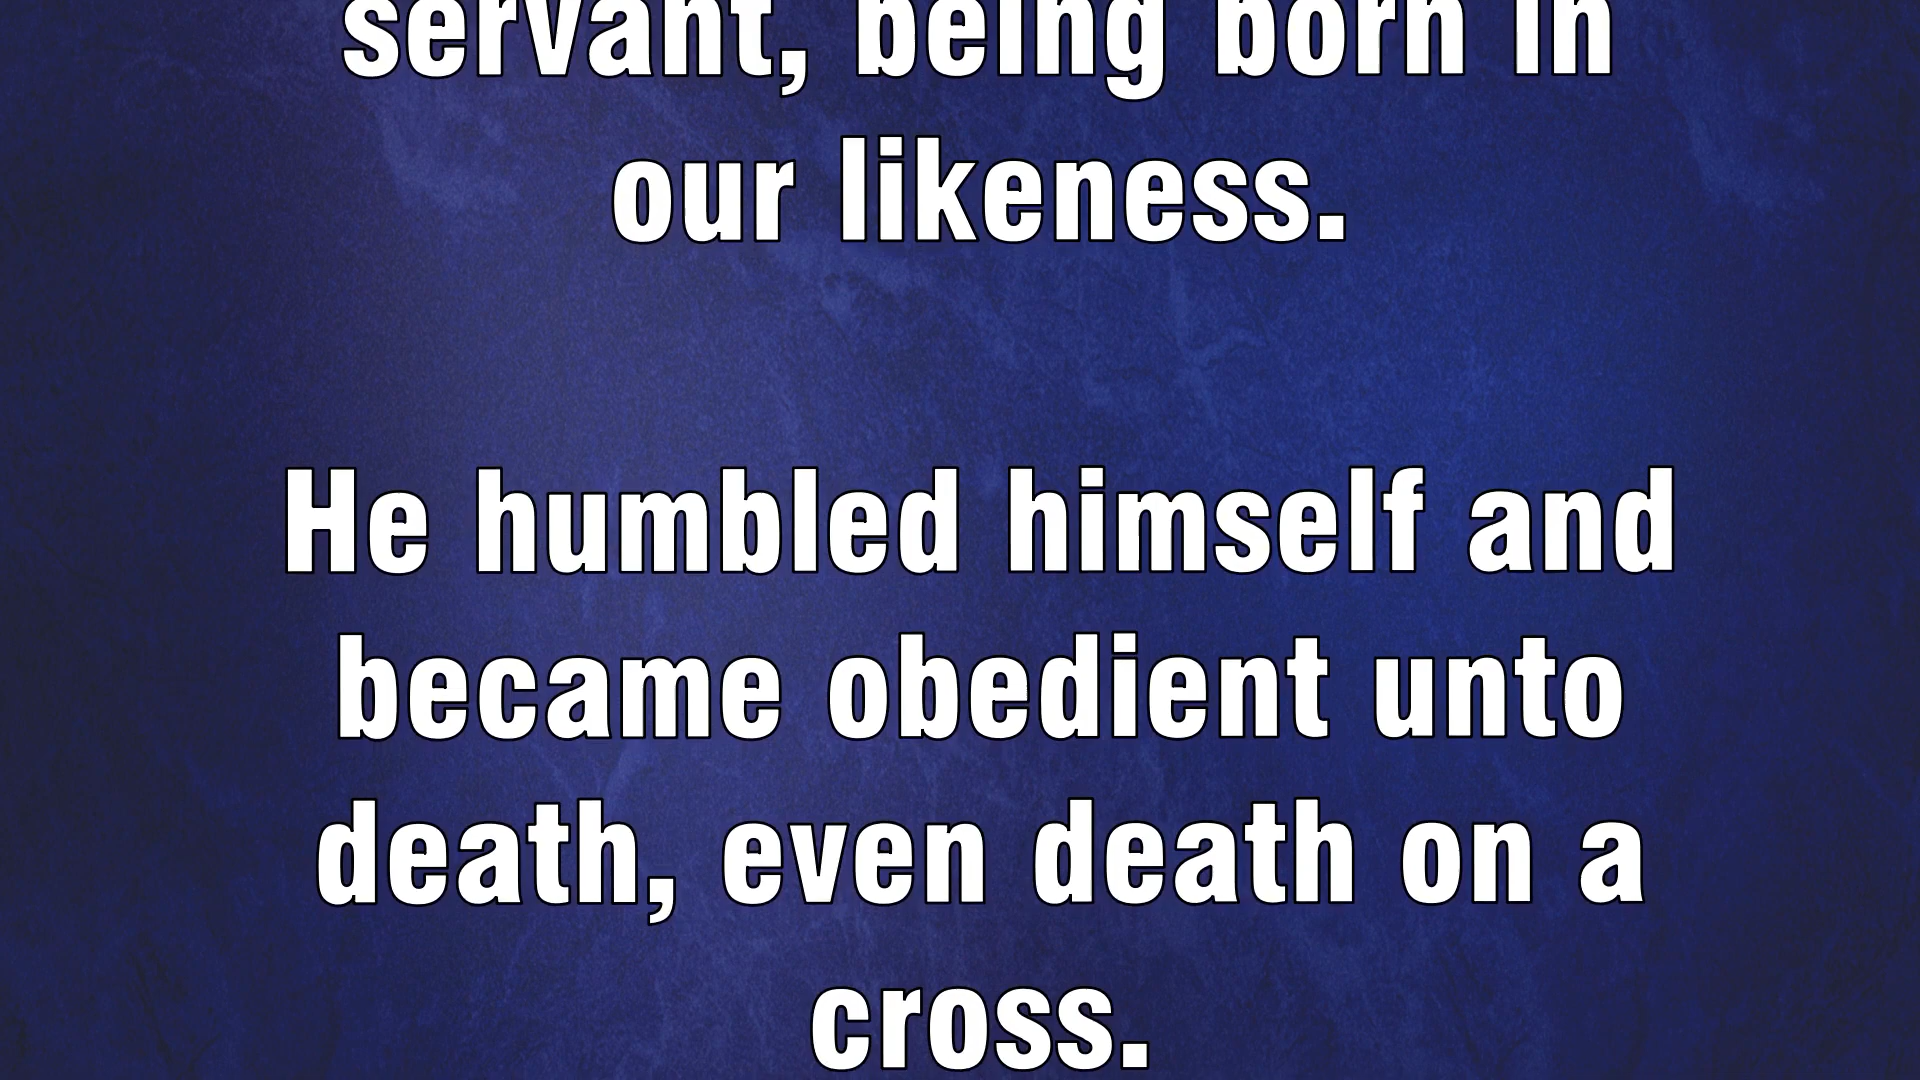 servant, being born in
our likeness.
He humbled himself and
became obedient unto
death, even death on a
cross.